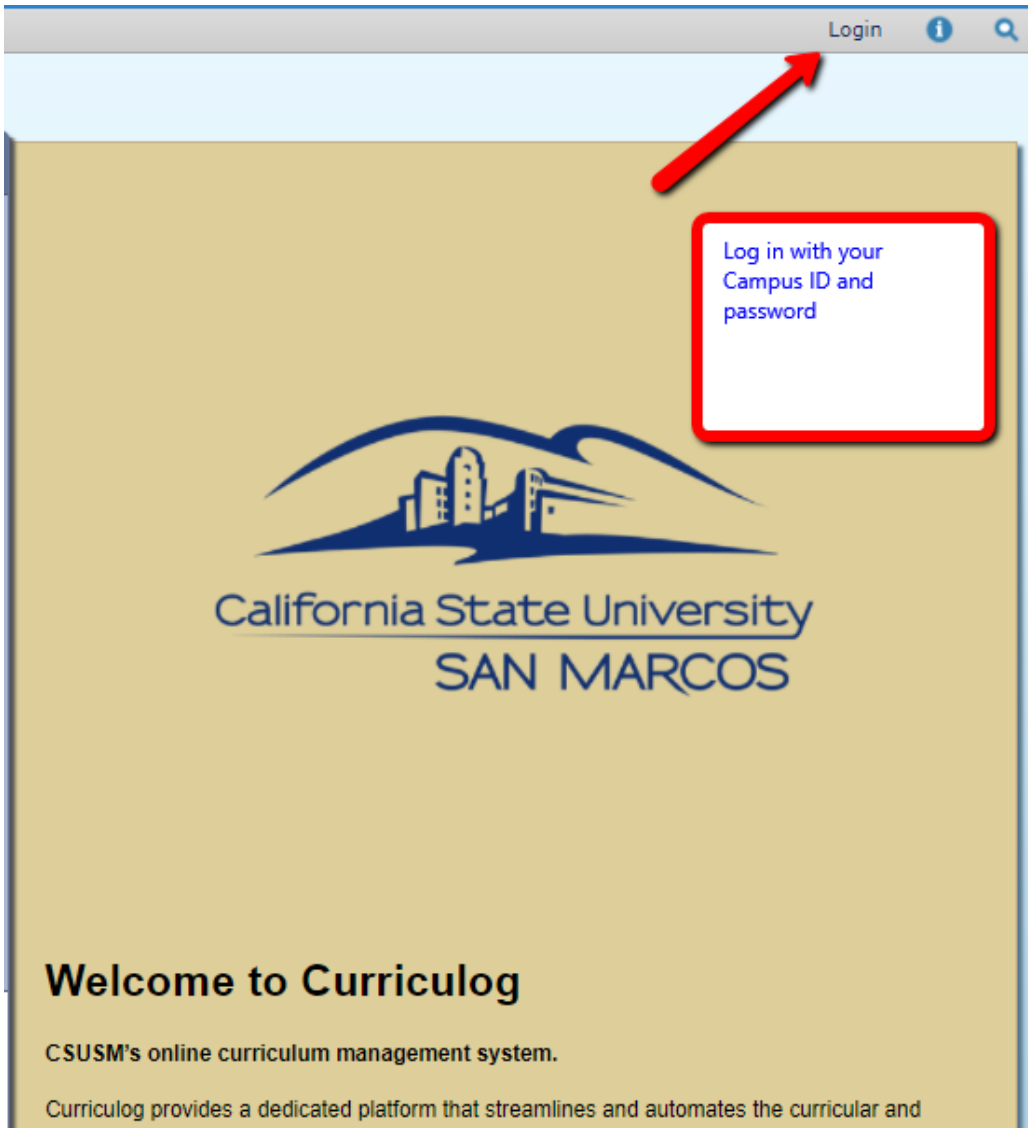 Login
Log in with your
Campus ID and
password
California State University
SAN MARCOS
Welcome to Curriculog
CSUSM's online curriculum management system.
Curriculog provides a dedicated platform that streamlines and automates the curricular and